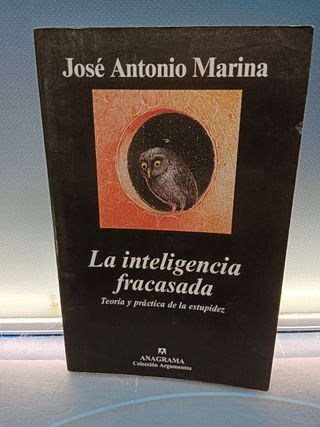 José Antonio Marina
La inteligencia
fracasada
Teoría y práctica de la estupidez
ANAGRAMA
Colección Argumentos